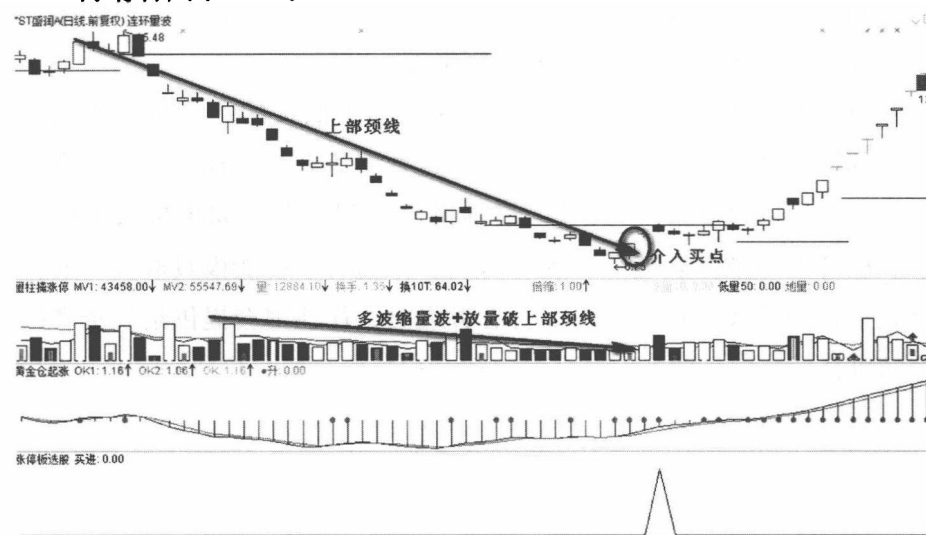 *ST盛润A(日线.前复权) 连环量波
5.48
上部颈线
介入买点
量柱擒涨停 MV1: 43458.00↓ MV2: 55547.69↓ 量: 12884.10↓ 换手: 1.35↓ 换10T: 64.02↓ 倍缩: 1.00↑ 低量50: 0.00 地量: 0.00
多波缩量波+放量破上部颈线
黄金仓起涨 OK1: 1.16↑ OK2: 1.06↑ OK: 1.16↑ *升: 0.00
张停板选股 买进: 0.00